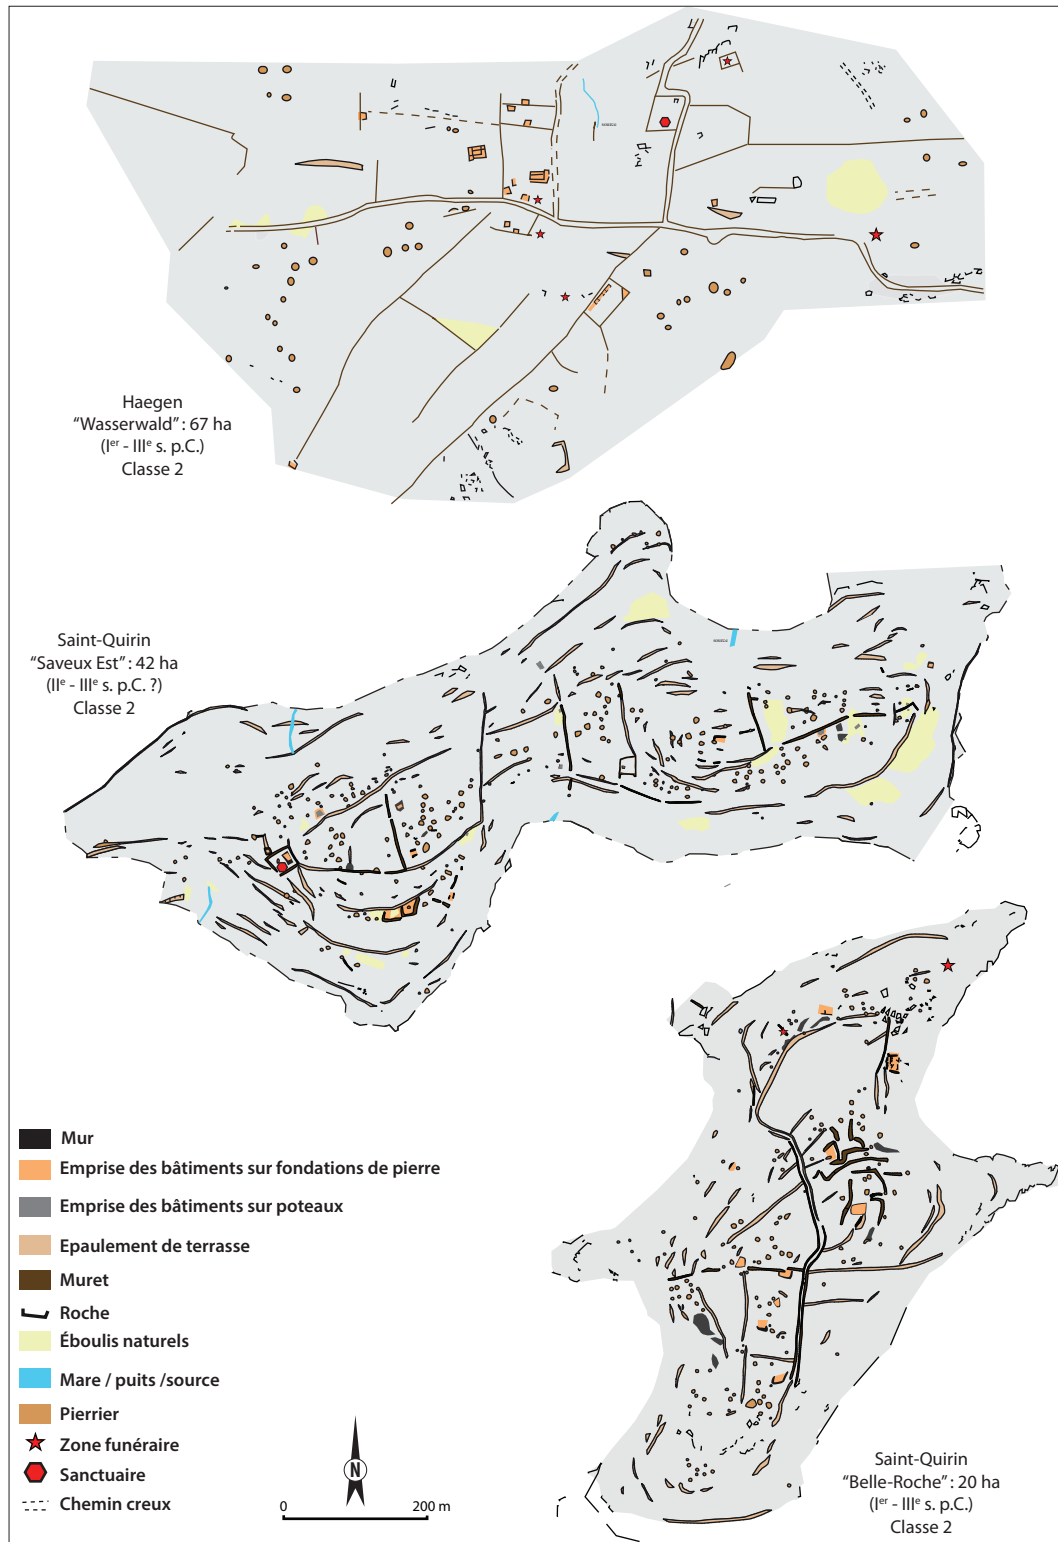 Haegen
"Wasserwald" : 67 ha
(Ier - IIIe s. p.C.)
Classe 2
Saint-Quirin
"Saveux Est" : 42 ha
(IIe - IIIe s. p.C. ?)
Classe 2
Mur
Emprise des bâtiments sur fondations de pierre
Emprise des bâtiments sur poteaux
Epaulement de terrasse
Muret
Roche
Éboulis naturels
Mare / puits /source
Pierrier
Zone funéraire
Sanctuaire
Chemin creux
N
0 200 m
Saint-Quirin
"Belle-Roche" : 20 ha
(Ier - IIIe s. p.C.)
Classe 2